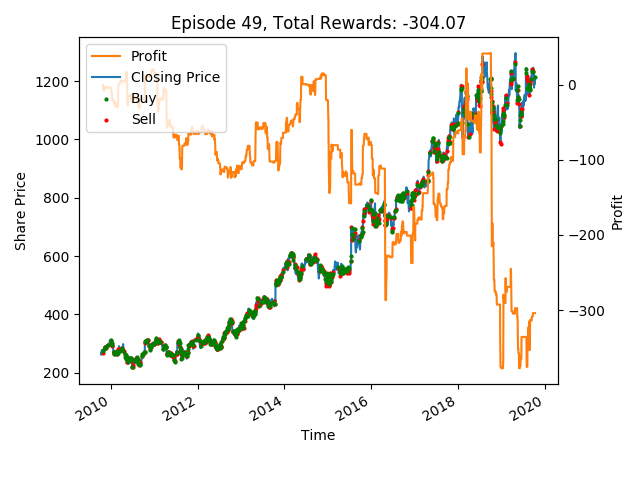 Episode 49, Total Rewards: -304.07
Profit
Closing Price
Buy
Sell
Share Price
1200
1000
800
600
400
200
0
−100
−200
−300
Profit
2010
2012
2014
2016
2018
2020
Time